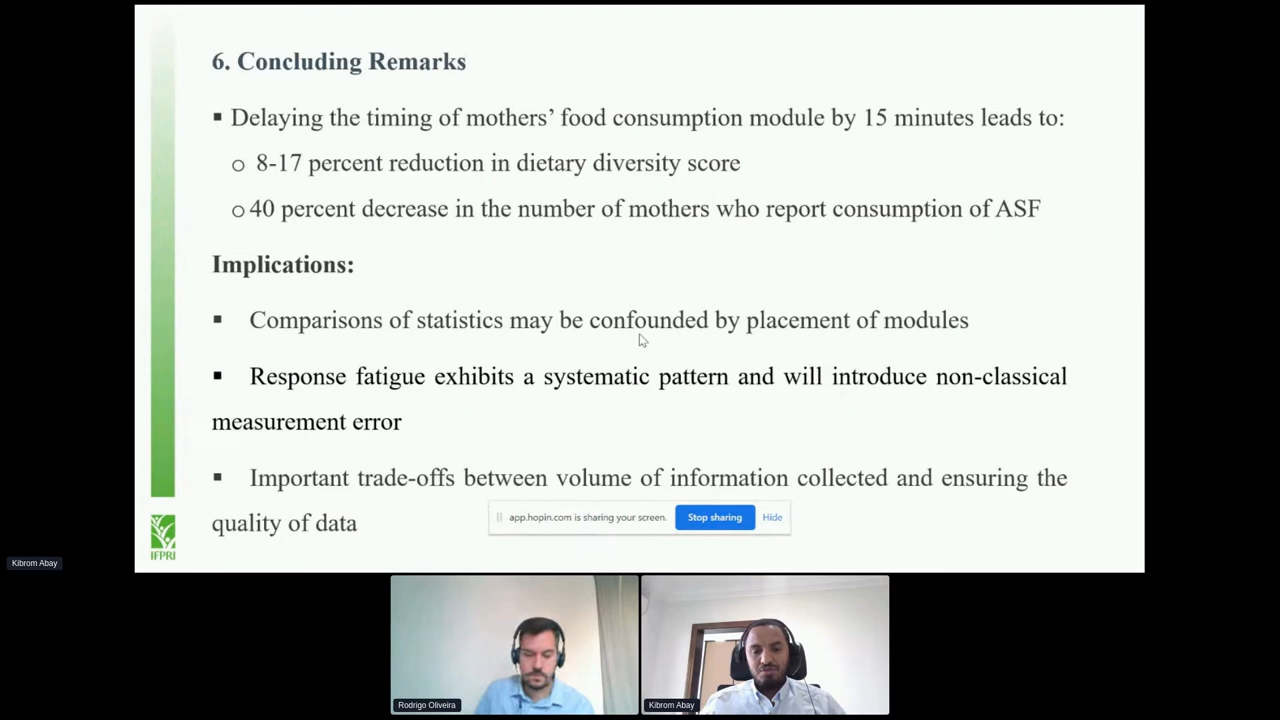 6. Concluding Remarks
▪ Delaying the timing of mothers’ food consumption module by 15 minutes leads to:
o 8-17 percent reduction in dietary diversity score
o 40 percent decrease in the number of mothers who report consumption of ASF
Implications:
▪ Comparisons of statistics may be confounded by placement of modules
▪ Response fatigue exhibits a systematic pattern and will introduce non-classical
measurement error
▪ Important trade-offs between volume of information collected and ensuring the
quality of data
app.hopin.com is sharing your screen. Stop sharing Hide
IFPRI
Kibrom Abay
Rodrigo Oliveira
Kibrom Abay